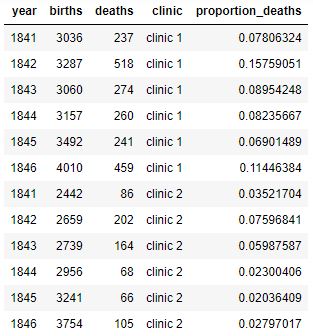 year births deaths clinic proportion_deaths
1841 3036 237 clinic 1 0.07806324
1842 3287 518 clinic 1 0.15759051
1843 3060 274 clinic 1 0.08954248
1844 3157 260 clinic 1 0.08235667
1845 3492 241 clinic 1 0.06901489
1846 4010 459 clinic 1 0.11446384
1841 2442 86 clinic 2 0.03521704
1842 2659 202 clinic 2 0.07596841
1843 2739 164 clinic 2 0.05987587
1844 2956 68 clinic 2 0.02300406
1845 3241 66 clinic 2 0.02036409
1846 3754 105 clinic 2 0.02797017